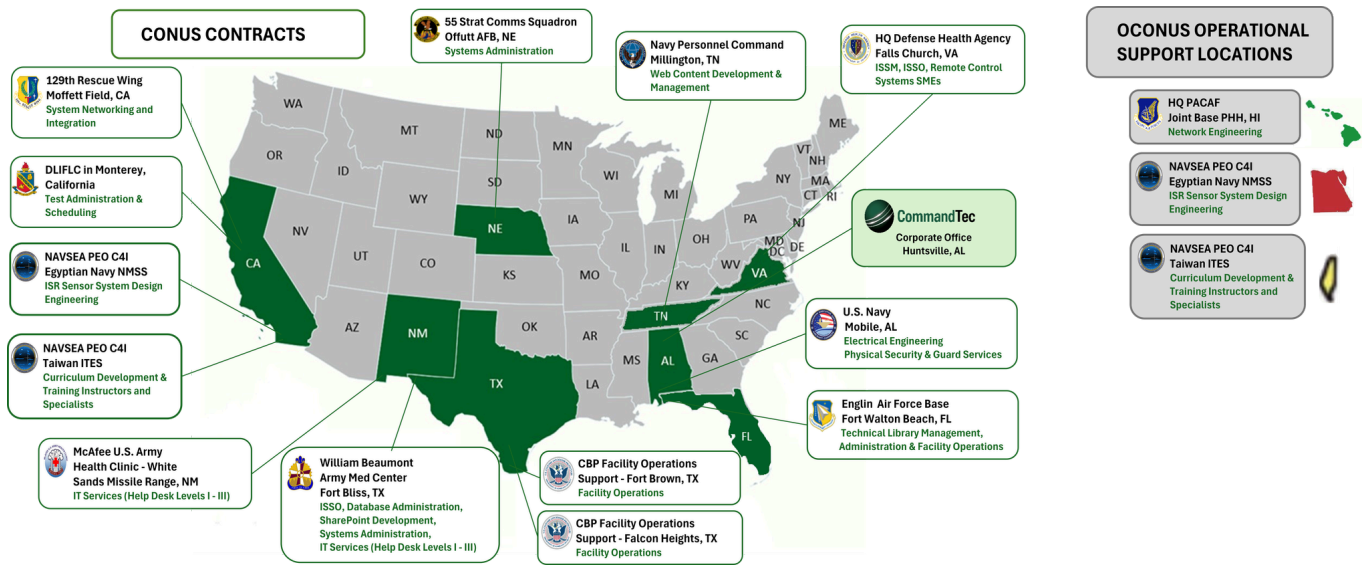 CONUS CONTRACTS
55 Strat Comms Squadron
Offutt AFB, NE
Systems Administration
Navy Personnel Command
Millington, TN
Web Content Development &
Management
HQ Defense Health Agency
Falls Church, VA
ISSM, ISSO, Remote Control
Systems SMEs
OCONUS OPERATIONAL
SUPPORT LOCATIONS
129th Rescue Wing
Moffett Field, CA
System Networking and
Integration
DLIFLC in Monterey,
California
Test Administration &
Scheduling
NAVSEA PEO C4I
Egyptian Navy NMSS
ISR Sensor System Design
Engineering
NAVSEA PEO C4I
Taiwan ITES
Curriculum Development &
Training Instructors and
Specialists
McAfee U.S. Army
Health Clinic - White
Sands Missile Range, NM
IT Services (Help Desk Levels I - III)
William Beaumont
Army Med Center
Fort Bliss, TX
ISSO, Database Administration,
SharePoint Development,
Systems Administration,
IT Services (Help Desk Levels I - III)
CBP Facility Operations
Support - Fort Brown, TX
Facility Operations
CBP Facility Operations
Support - Falcon Heights, TX
Facility Operations
CommandTec
Corporate Office
Huntsville, AL
U.S. Navy
Mobile, AL
Electrical Engineering
Physical Security & Guard Services
Englin Air Force Base
Fort Walton Beach, FL
Technical Library Management,
Administration & Facility Operations
HQ PACAF
Joint Base PHH, HI
Network Engineering
NAVSEA PEO C4I
Egyptian Navy NMSS
ISR Sensor System Design
Engineering
NAVSEA PEO C4I
Taiwan ITES
Curriculum Development &
Training Instructors and
Specialists
WA
MT
ND
MN
ME
OR
ID
SD
WI
MI
VT
NH
NY
MA
CT
RI
WY
NE
IA
PA
NJ
NV
UT
CO
IL
IN
OH
MD
DE
DC
CA
KS
MO
WV
VA
KY
AZ
NM
OK
AR
TN
NC
SC
TX
LA
MS
AL
GA
FL